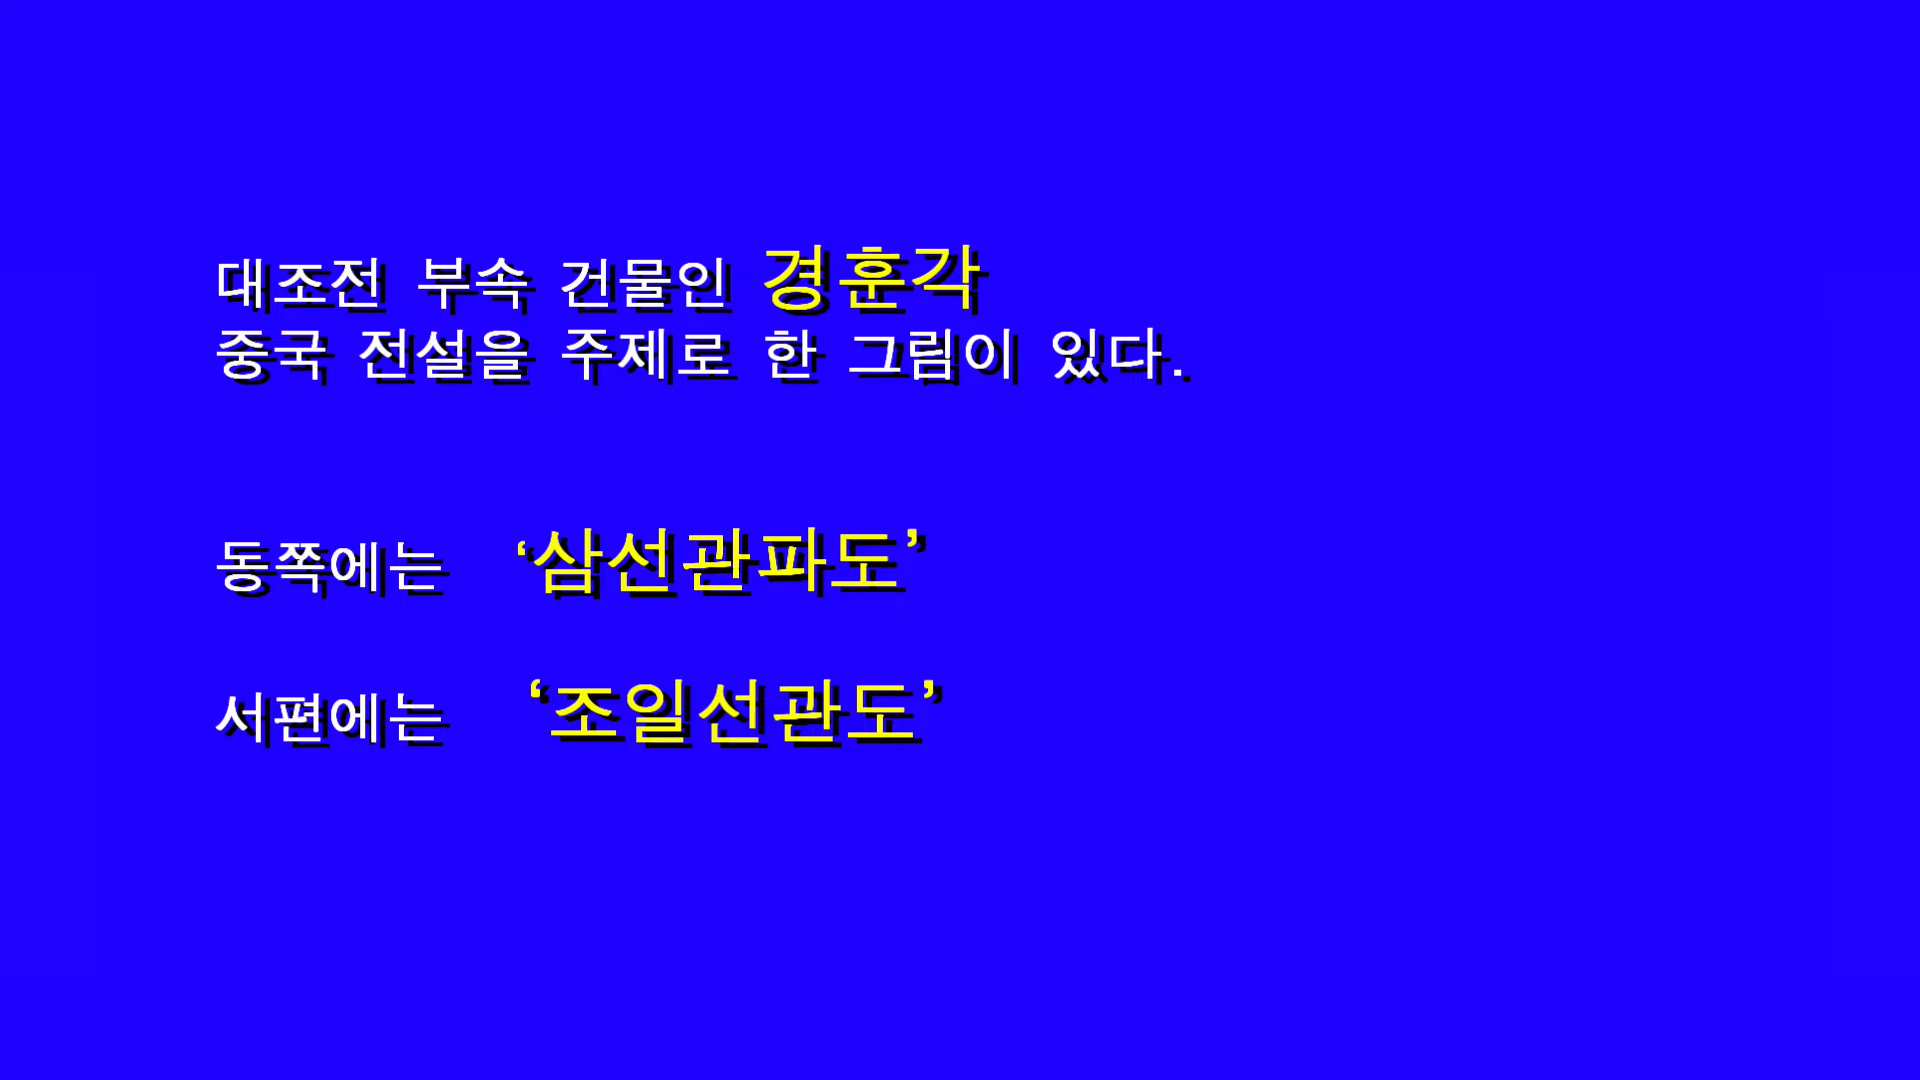 대조전 부속 건물인 경훈각
중국 전설을 주제로 한 그림이 있다.
동쪽에는 ‘삼선관파도’
서편에는 ‘조일선관도’